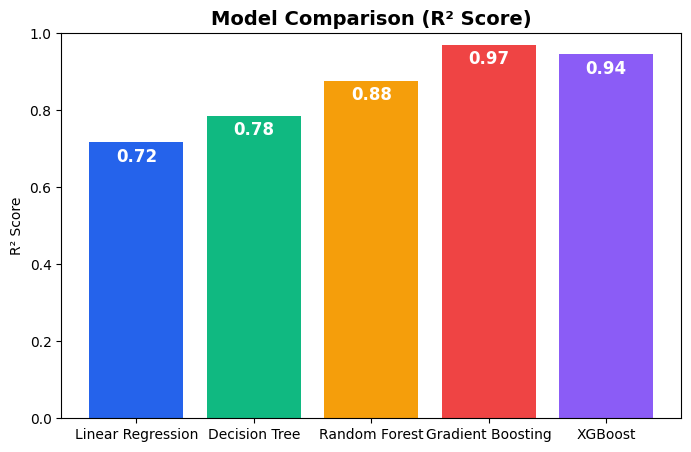 Model Comparison (R² Score)
1.0
0.8
0.6
0.4
0.2
0.0
R² Score
0.72
0.78
0.88
0.97
0.94
Linear Regression
Decision Tree
Random Forest
Gradient Boosting
XGBoost